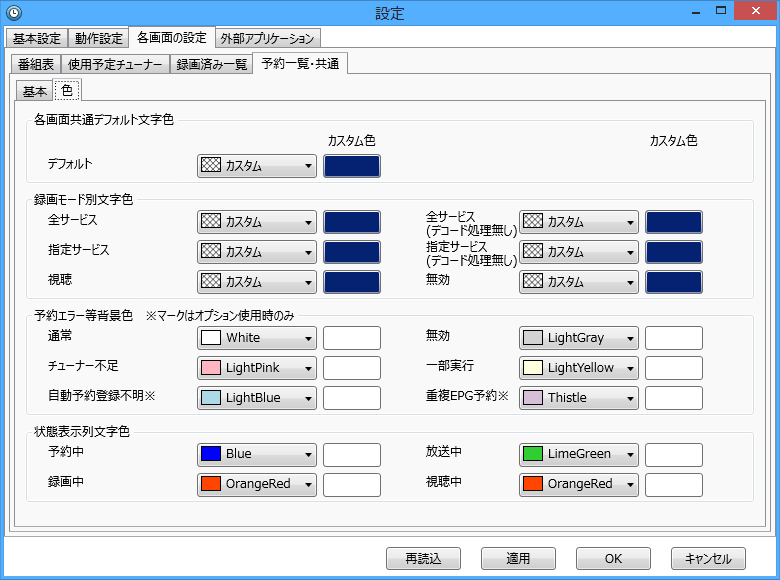 設定
基本設定 動作設定 各画面の設定 外部アプリケーション
番組表 使用予定チューナー 録画済み一覧 予約一覧・共通
基本 色
各画面共通デフォルト文字色
カスタム色 カスタム色
デフォルト カスタム
録画モード別文字色
全サービス カスタム 全サービス
(デコード処理無し) カスタム
指定サービス カスタム 指定サービス
(デコード処理無し) カスタム
視聴 カスタム 無効 カスタム
予約エラー等背景色 ※マークはオプション使用時のみ
通常 White 無効 LightGray
チューナー不足 LightPink 一部実行 LightYellow
自動予約登録不明※ LightBlue 重複EPG予約※ Thistle
状態表示列文字色
予約中 Blue 放送中 LimeGreen
録画中 OrangeRed 視聴中 OrangeRed
再読込 適用 OK キャンセル